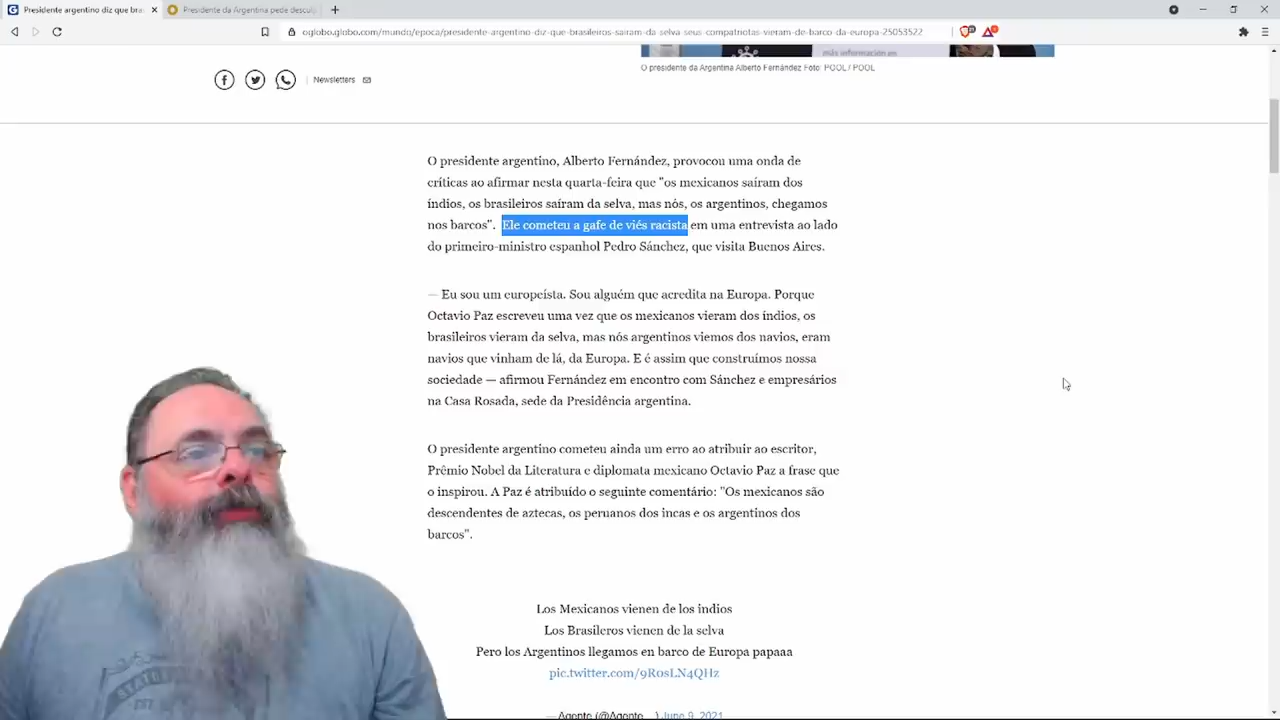 Presidente argentino diz que bra
Presidente da Argentina pede descul
oglobo.globo.com/mundo/epoca/presidente-argentino-diz-que-brasileiros-sairam-da-selva-seus-compatriotas-vieram-de-barco-da-europa-25053522
más información en
O presidente da Argentina Alberto Fernández Foto: POOL / POOL
Newsletters
O presidente argentino, Alberto Fernández, provocou uma onda de
críticas ao afirmar nesta quarta-feira que "os mexicanos saíram dos
índios, os brasileiros saíram da selva, mas nós, os argentinos, chegamos
nos barcos". Ele cometeu a gafe de viés racista em uma entrevista ao lado
do primeiro-ministro espanhol Pedro Sánchez, que visita Buenos Aires.
— Eu sou um europeísta. Sou alguém que acredita na Europa. Porque
Octavio Paz escreveu uma vez que os mexicanos vieram dos índios, os
brasileiros vieram da selva, mas nós argentinos viemos dos navios, eram
navios que vinham de lá, da Europa. E é assim que construímos nossa
sociedade — afirmou Fernández em encontro com Sánchez e empresários
na Casa Rosada, sede da Presidência argentina.
O presidente argentino cometeu ainda um erro ao atribuir ao escritor,
Prêmio Nobel da Literatura e diplomata mexicano Octavio Paz a frase que
o inspirou. A Paz é atribuído o seguinte comentário: "Os mexicanos são
descendentes de aztecas, os peruanos dos incas e os argentinos dos
barcos".
Los Mexicanos vienen de los indios
Los Brasileros vienen de la selva
Pero los Argentinos llegamos en barco de Europa papaaa
pic.twitter.com/9R0sLN4QHz
— Agente (@Agente___) June 9, 2021